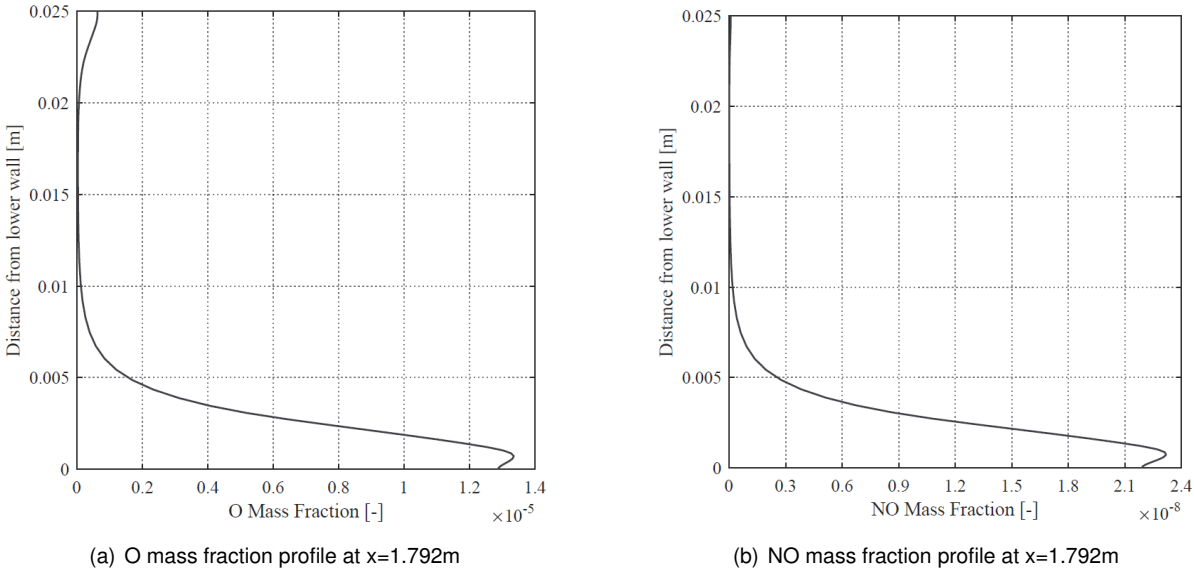 0.025
0.02
0.015
0.01
0.005
0
Distance from lower wall [m]
0 0.2 0.4 0.6 0.8 1 1.2 1.4
O Mass Fraction [-]
×10⁻⁵
(a) O mass fraction profile at x=1.792m
0.025
0.02
0.015
0.01
0.005
0
Distance from lower wall [m]
0 0.3 0.6 0.9 1.2 1.5 1.8 2.1 2.4
NO Mass Fraction [-]
×10⁻⁸
(b) NO mass fraction profile at x=1.792m